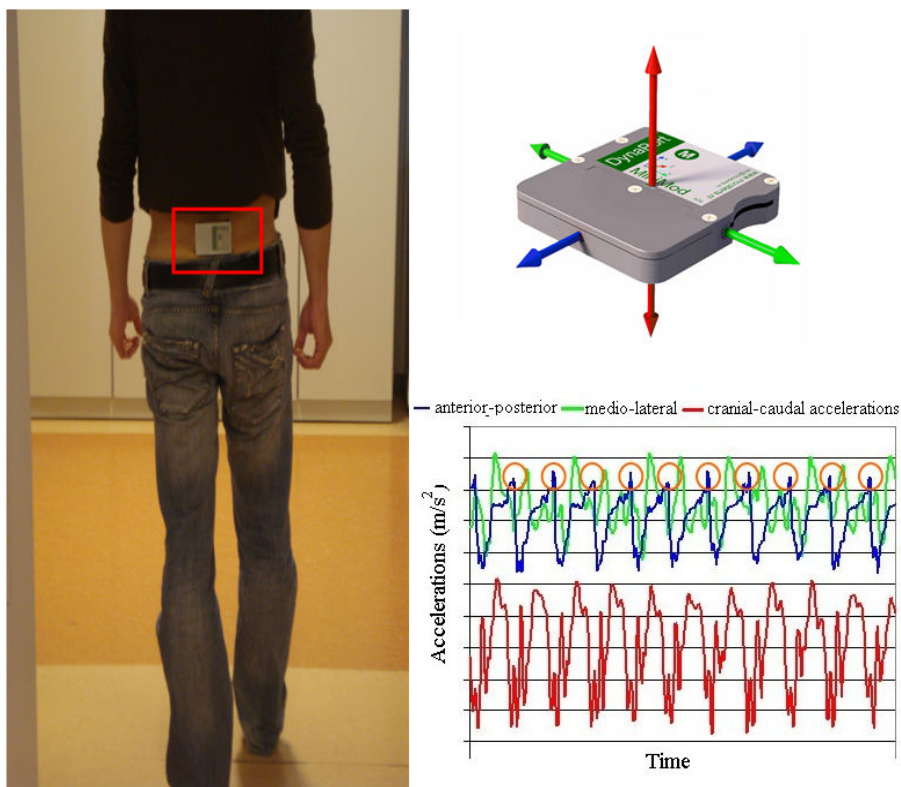 DynaPort
M
MiniMod
anterior-posterior medio-lateral cranial-caudal accelerations
Accelerations (m/s²)
Time